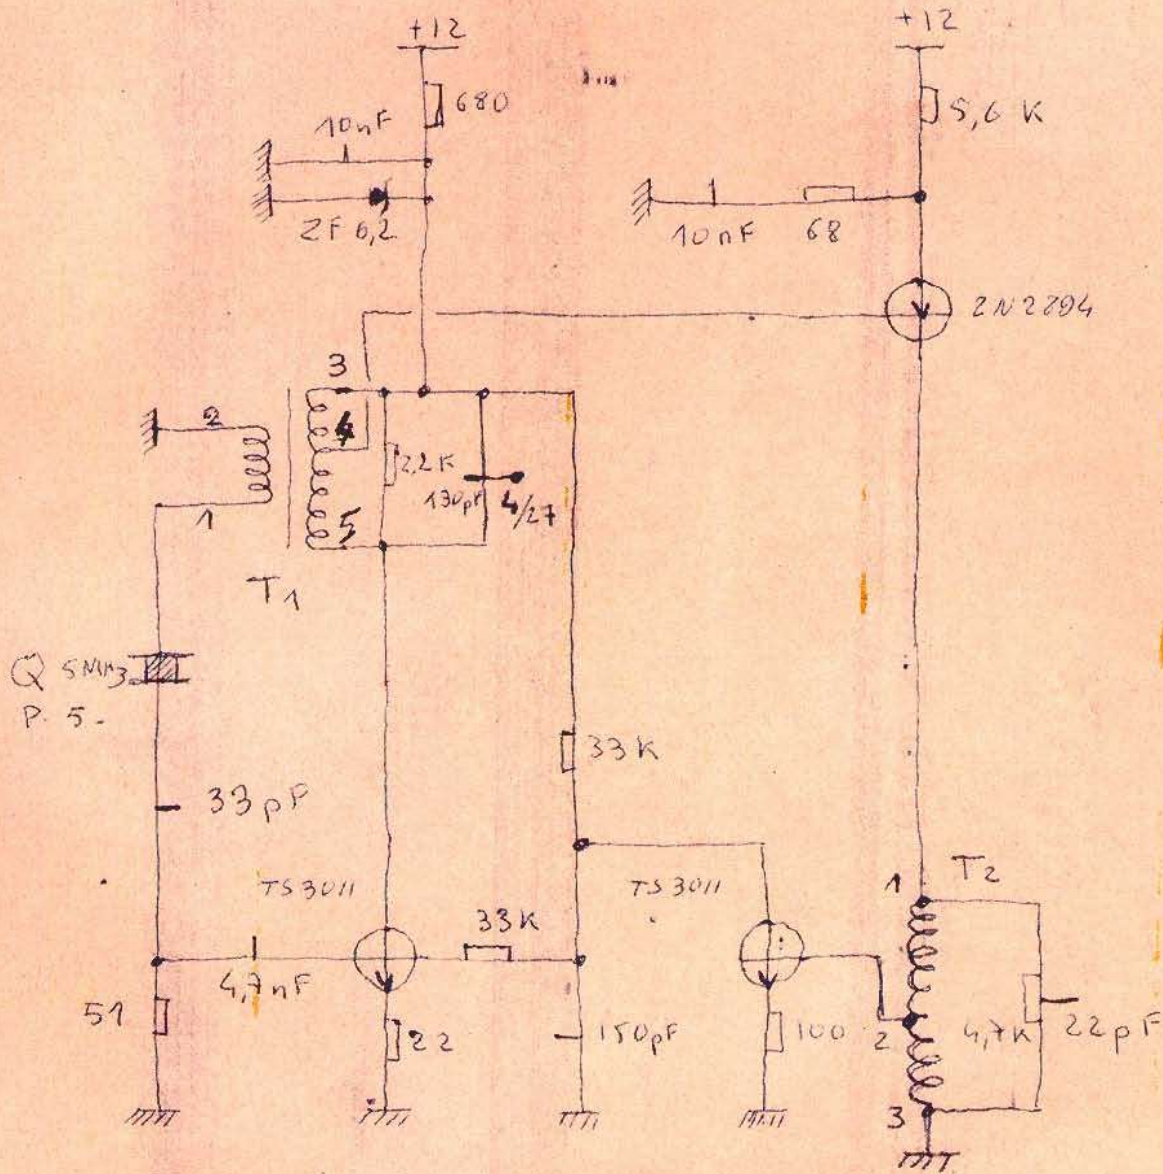 +12
+12
680
5,6 K
10nF
ZF 6,2
10nF
68
2N2894
3
2
4
2,2K
130pF
4/27
1
5
T1
Q 5MHz
P. 5.
33K
33pF
TS3011
TS3011
1
T2
33K
4,7nF
51
22
150pF
100
2
4,7K
22pF
3